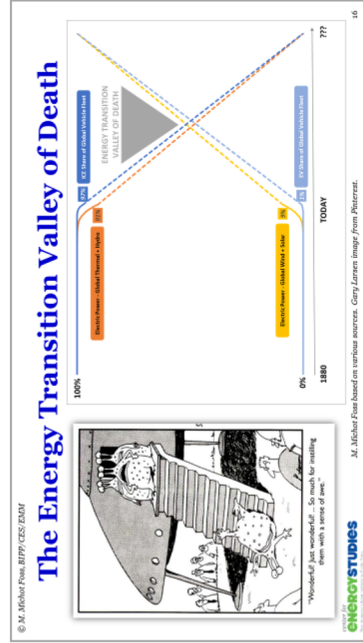 © M. Michot Foss, BIPP/CES/EMM
The Energy Transition Valley of Death
"Wonderful! Just wonderful! ... So much for instilling
them with a sense of awe."
100%
0%
1880
TODAY
???
Electric Power - Global Thermal + Hydro
97%
ICE Share of Global Vehicle Fleet
ENERGY TRANSITION
VALLEY OF DEATH
Electric Power - Global Wind + Solar
EV Share of Global Vehicle Fleet
M. Michot Foss based on various sources. Gary Larsen image from Pinterest.
ENERGYSTUDIES
16